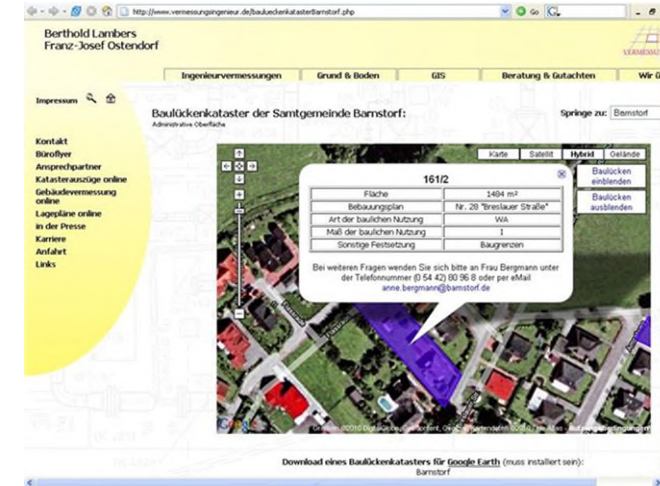 http://www.vermessungsingenieur.de/baulueckenkatasterBarnstorf.php
Go
Berthold Lambers
Franz-Josef Ostendorf
Ingenieurvermessungen
Grund & Boden
GIS
Beratung & Gutachten
Wir ü
Impressum
Baulückenkataster der Samtgemeinde Barnstorf:
Administrative Oberfläche
Springe zu:
Barnstorf
Kontakt
Büroflyer
Ansprechpartner
Katasterauszüge online
Gebäudevermessung
online
Lagepläne online
in der Presse
Karriere
Anfahrt
Links
Karte
Satellit
Hybrid
Gelände
Baulücken
einblenden
Baulücken
ausblenden
161/2
Fläche
1484 m²
Bebauungsplan
Nr. 28 "Breslauer Straße"
Art der baulichen Nutzung
WA
Maß der baulichen Nutzung
I
Sonstige Festsetzung
Baugrenzen
Bei weiteren Fragen wenden Sie sich bitte an Frau Bergmann unter
der Telefonnummer (0 54 42) 80 96 8 oder per eMail
anne.bergmann@barnstorf.de
Download eines Baulückenkatasters für Google Earth (muss installiert sein):
Barnstorf